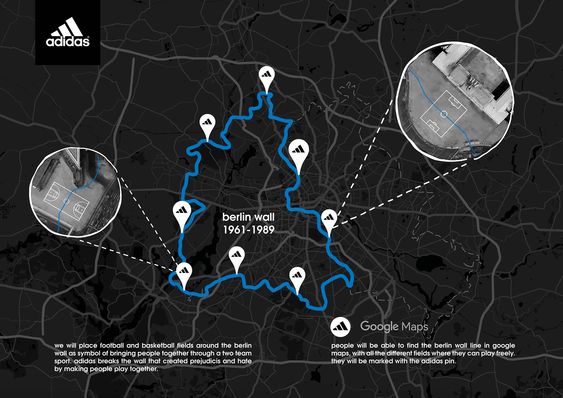 adidas
berlin wall
1961-1989
Google Maps
we will place football and basketball fields around the berlin
wall as symbol of bringing people together through a two team
sport. adidas breaks the wall that created prejudicis and hate
by making people play together.
people will be able to find the berlin wall line in google
maps, with all the different fields where they can play freely.
they will be marked with the adidas pin.